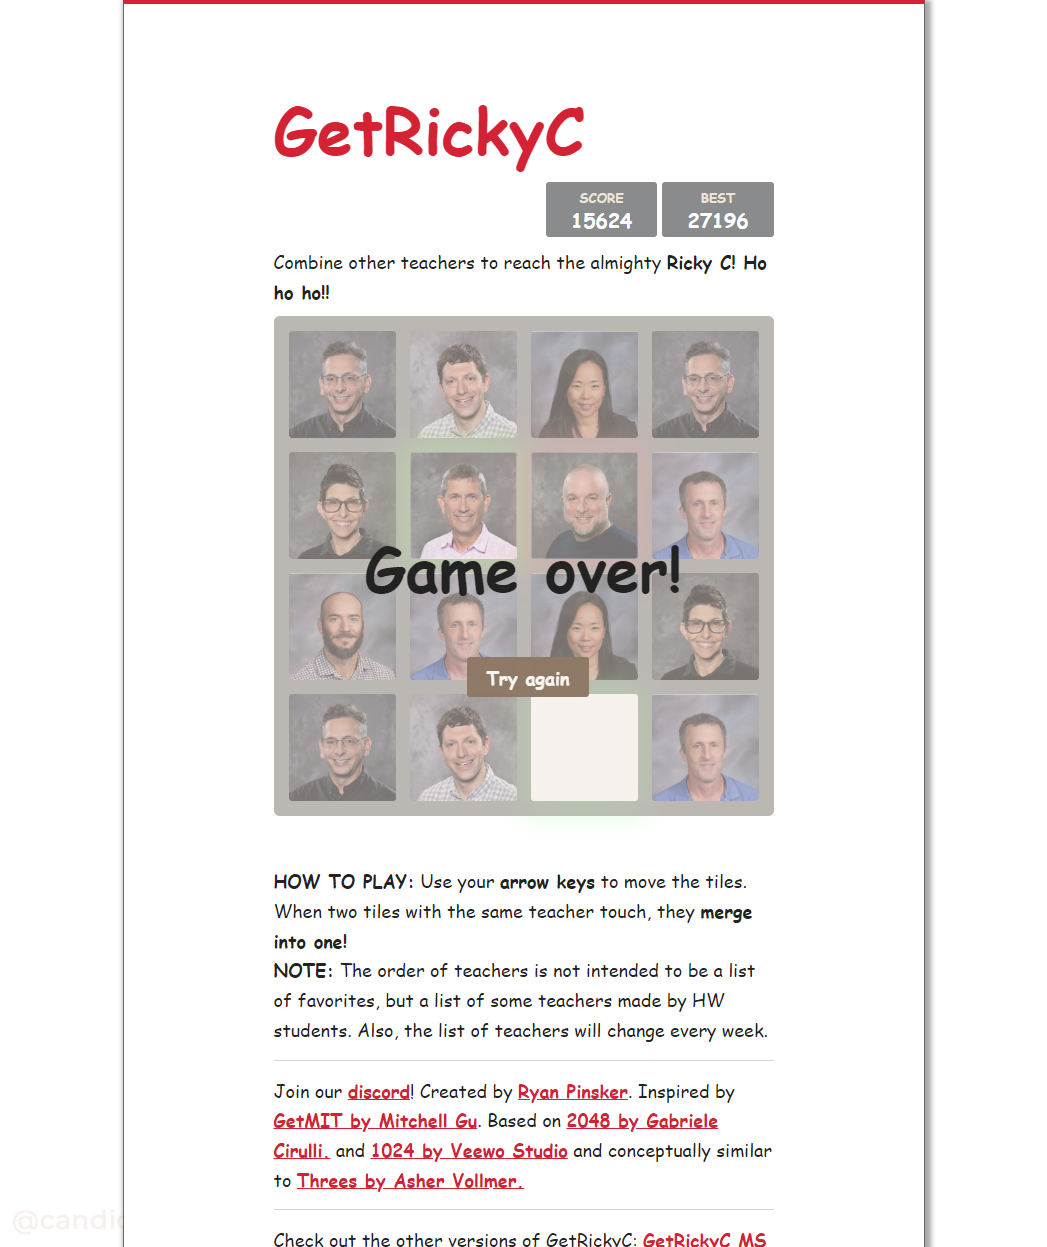 GetRickyC
SCORE
15624
BEST
27196
Combine other teachers to reach the almighty Ricky C! Ho
ho ho!!
Game over!
Try again
HOW TO PLAY: Use your arrow keys to move the tiles.
When two tiles with the same teacher touch, they merge
into one!
NOTE: The order of teachers is not intended to be a list
of favorites, but a list of some teachers made by HW
students. Also, the list of teachers will change every week.
Join our discord! Created by Ryan Pinsker. Inspired by
GetMIT by Mitchell Gu. Based on 2048 by Gabriele
Cirulli. and 1024 by Veewo Studio and conceptually similar
to Threes by Asher Vollmer.
Check out the other versions of GetRickyC: GetRickyC MS